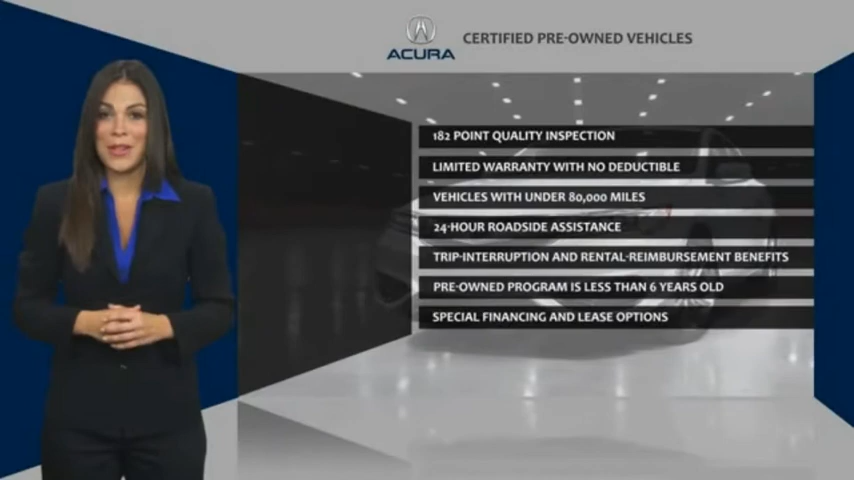 ACURA
CERTIFIED PRE-OWNED VEHICLES
182 POINT QUALITY INSPECTION
LIMITED WARRANTY WITH NO DEDUCTIBLE
VEHICLES WITH UNDER 80,000 MILES
24-HOUR ROADSIDE ASSISTANCE
TRIP-INTERRUPTION AND RENTAL-REIMBURSEMENT BENEFITS
PRE-OWNED PROGRAM IS LESS THAN 6 YEARS OLD
SPECIAL FINANCING AND LEASE OPTIONS